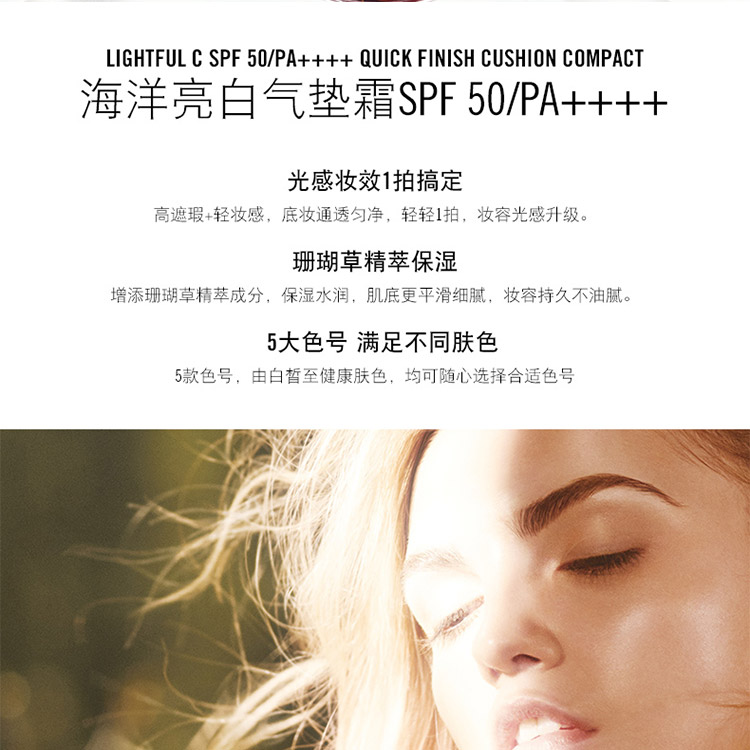 LIGHTFUL C SPF 50/PA++++ QUICK FINISH CUSHION COMPACT
海洋亮白气垫霜SPF 50/PA++++
光感妆效1拍搞定
高遮瑕+轻妆感，底妆通透匀净，轻轻1拍，妆容光感升级。
珊瑚草精萃保湿
增添珊瑚草精萃成分，保湿水润，肌底更平滑细腻，妆容持久不油腻。
5大色号 满足不同肤色
5款色号，由白皙至健康肤色，均可随心选择合适色号